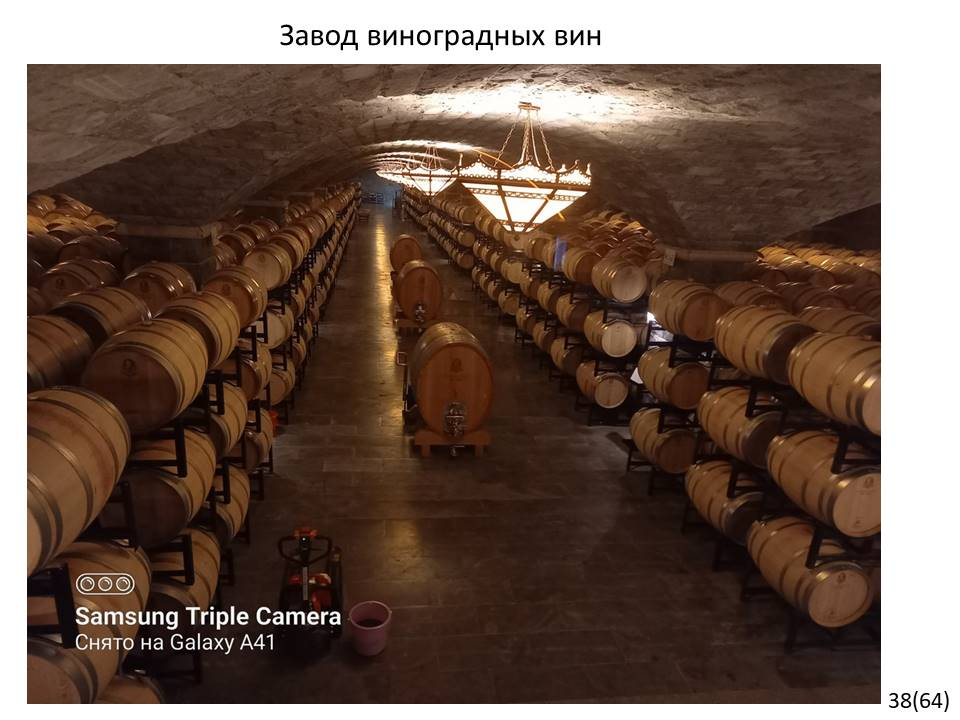 Завод виноградных вин
Samsung Triple Camera
Снято на Galaxy A41
38(64)